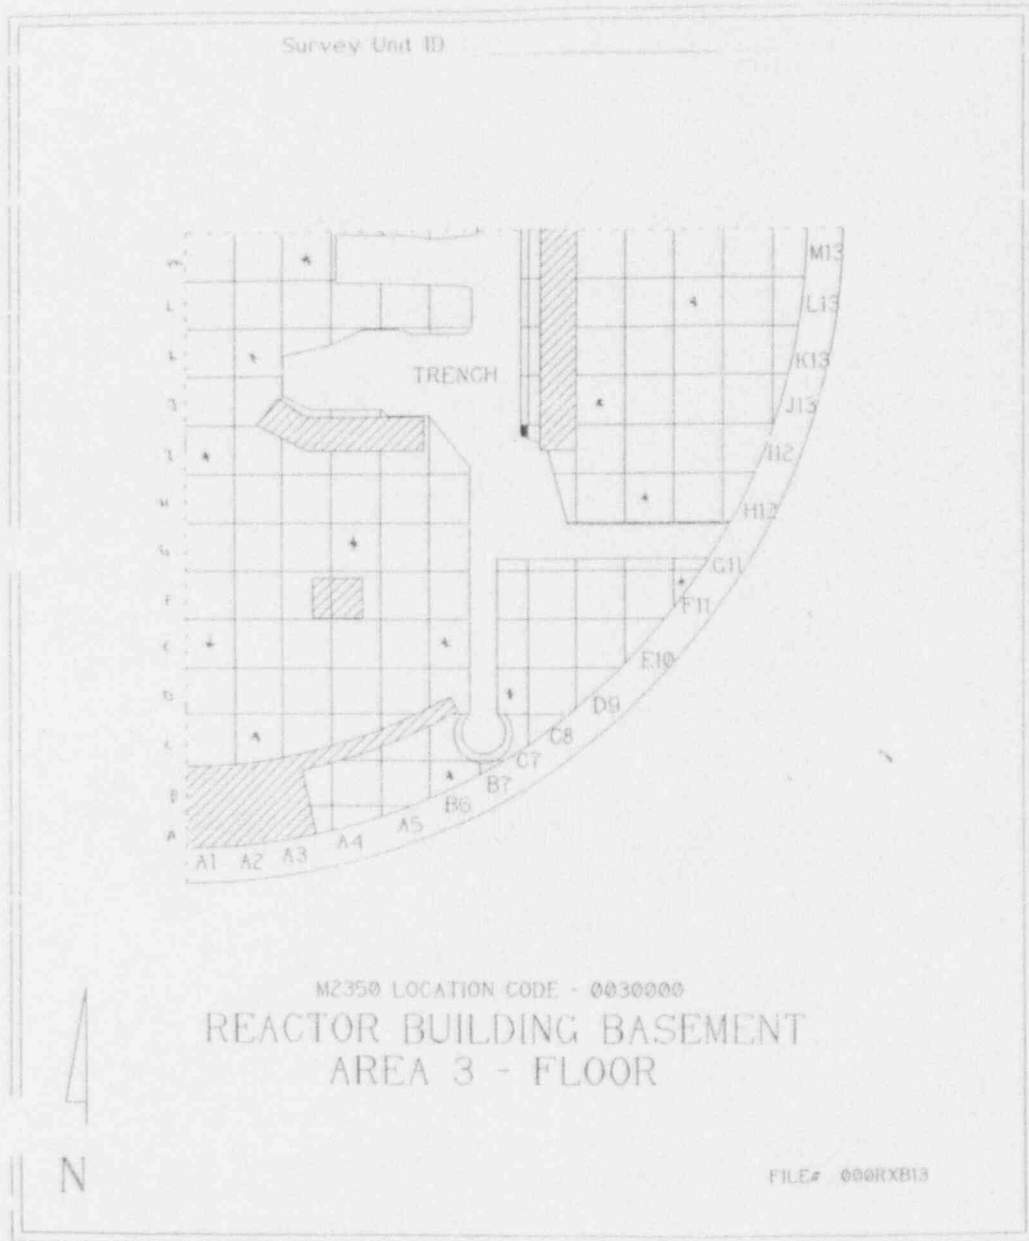 Survey Unit ID
M13
L
L13
K13
TRENCH
J13
I
I12
H
H12
G
G11
F
F11
E
E10
D
D9
C
C8
C7
B7
B
B6
A
A5
A4
A1 A2 A3
M2350 LOCATION CODE - 0030000
REACTOR BUILDING BASEMENT
AREA 3 - FLOOR
N
FILE# 000RXB13